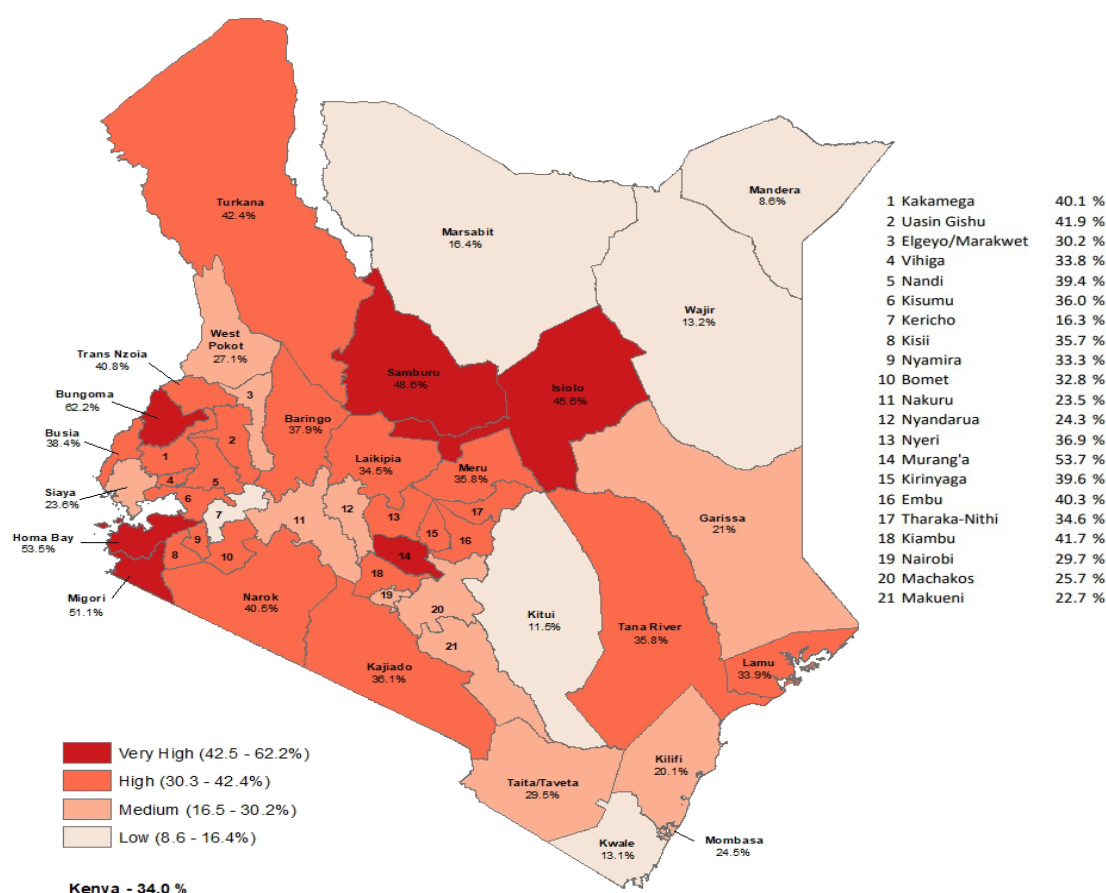 Turkana
42.4%
Marsabit
16.4%
Mandera
8.6%
Wajir
13.2%
West
Pokot
27.1%
Trans Nzoia
40.8%
Bungoma
62.2%
Busia
38.4%
Siaya
23.6%
Homa Bay
53.5%
Migori
51.1%
Samburu
48.6%
Isiolo
45.6%
Baringo
37.9%
Laikipia
34.5%
Meru
35.8%
Garissa
21%
Narok
40.5%
Kajiado
36.1%
Kitui
11.5%
Tana River
35.8%
Lamu
33.9%
Kilifi
20.1%
Taita/Taveta
29.5%
Kwale
13.1%
Mombasa
24.5%
1
2
3
4
5
6
7
8
9
10
11
12
13
14
15
16
17
18
19
20
21
1 Kakamega 40.1 %
2 Uasin Gishu 41.9 %
3 Elgeyo/Marakwet 30.2 %
4 Vihiga 33.8 %
5 Nandi 39.4 %
6 Kisumu 36.0 %
7 Kericho 16.3 %
8 Kisii 35.7 %
9 Nyamira 33.3 %
10 Bomet 32.8 %
11 Nakuru 23.5 %
12 Nyandarua 24.3 %
13 Nyeri 36.9 %
14 Murang'a 53.7 %
15 Kirinyaga 39.6 %
16 Embu 40.3 %
17 Tharaka-Nithi 34.6 %
18 Kiambu 41.7 %
19 Nairobi 29.7 %
20 Machakos 25.7 %
21 Makueni 22.7 %
Very High (42.5 - 62.2%)
High (30.3 - 42.4%)
Medium (16.5 - 30.2%)
Low (8.6 - 16.4%)
Kenya - 34.0 %